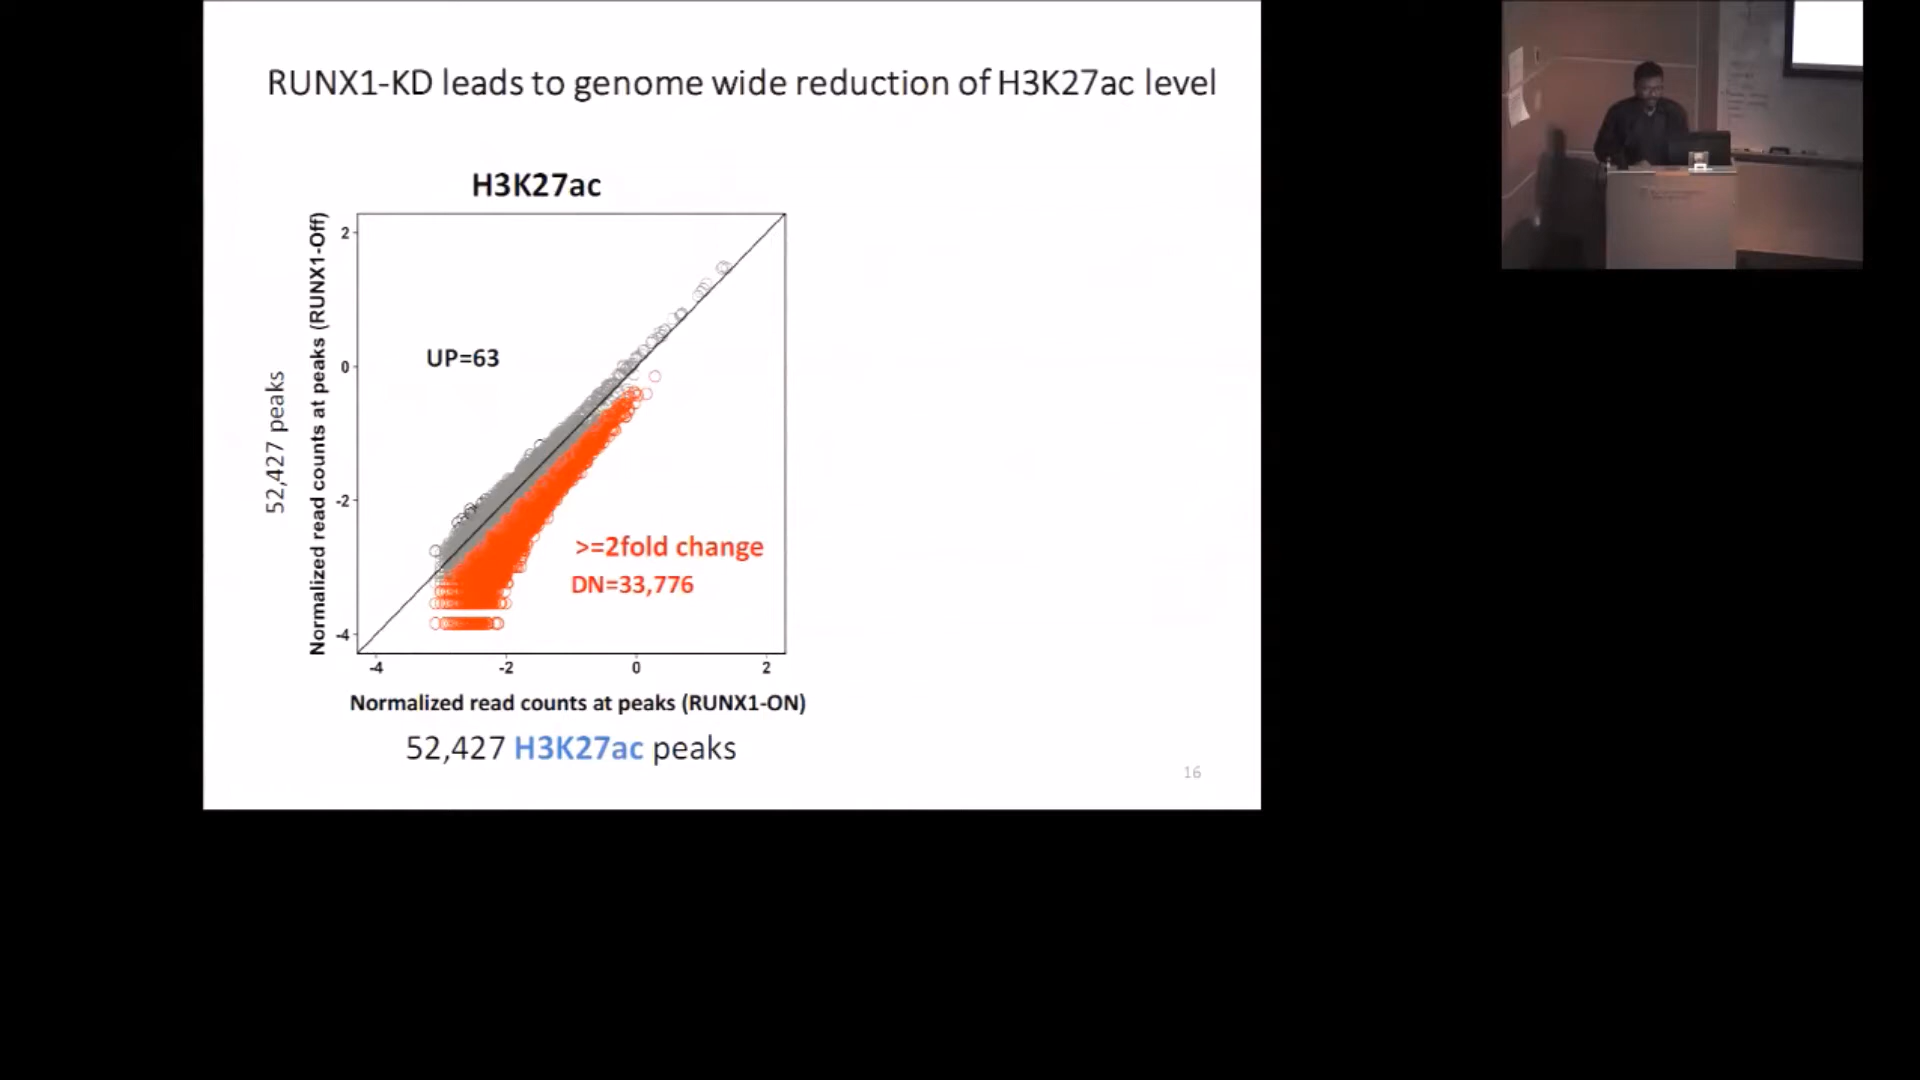 RUNX1-KD leads to genome wide reduction of H3K27ac level
H3K27ac
52,427 peaks
Normalized read counts at peaks (RUNX1-Off)
2
0
-2
-4
UP=63
>=2fold change
DN=33,776
-4 -2 0 2
Normalized read counts at peaks (RUNX1-ON)
52,427 H3K27ac peaks
16